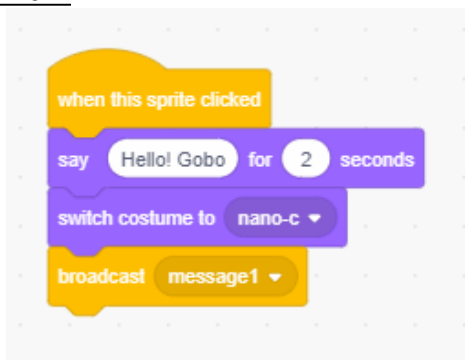 when this sprite clicked
say Hello! Gobo for 2 seconds
switch costume to nano-c
broadcast message1